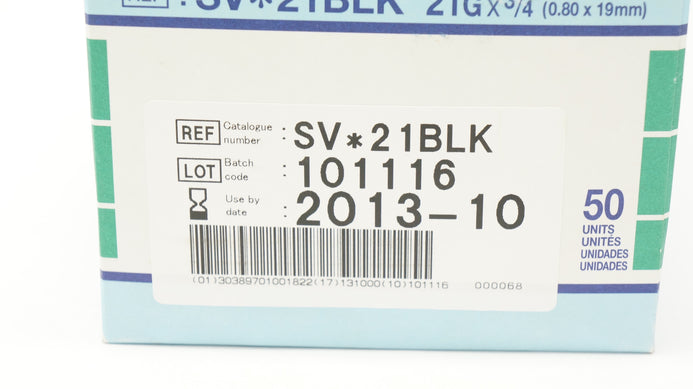 REF : SV*21BLK 21G X 3/4 (0.80 x 19mm)
REF Catalogue number : SV*21BLK
LOT Batch code : 101116
Use by date : 2013-10
(01)30389701001822(17)131000(10)101116 000068
50
UNITS
UNITÉS
UNIDADES
UNIDADES